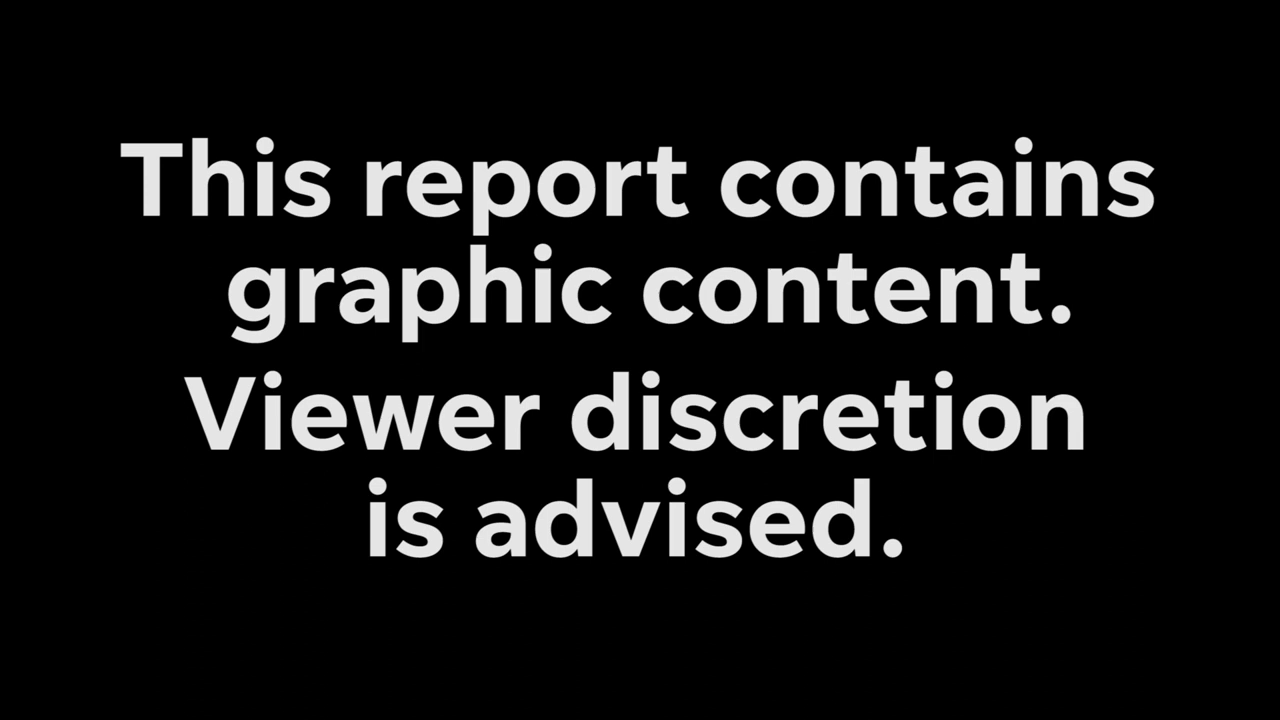 This report contains
graphic content.
Viewer discretion
is advised.